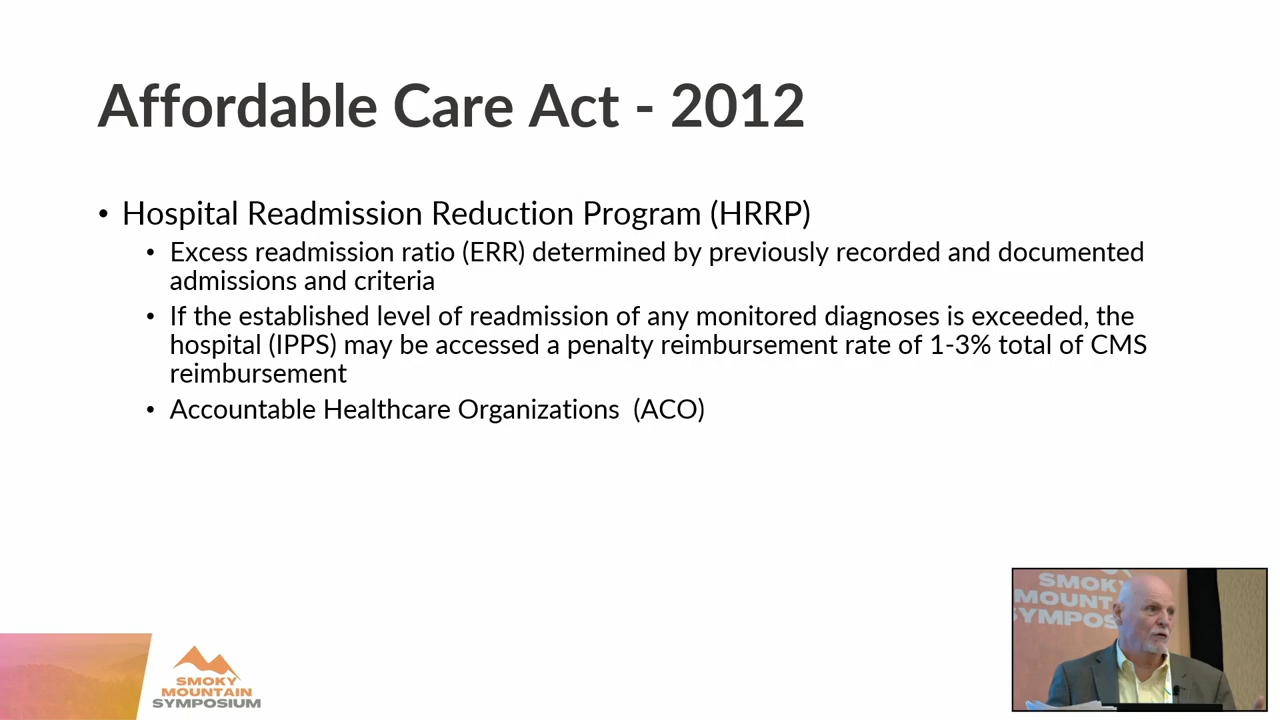 Affordable Care Act - 2012
• Hospital Readmission Reduction Program (HRRP)
• Excess readmission ratio (ERR) determined by previously recorded and documented
admissions and criteria
• If the established level of readmission of any monitored diagnoses is exceeded, the
hospital (IPPS) may be accessed a penalty reimbursement rate of 1-3% total of CMS
reimbursement
• Accountable Healthcare Organizations (ACO)
SMOKY
MOUNTAIN
SYMPOSIUM
SMOKY
MOUNT
SYMPOS